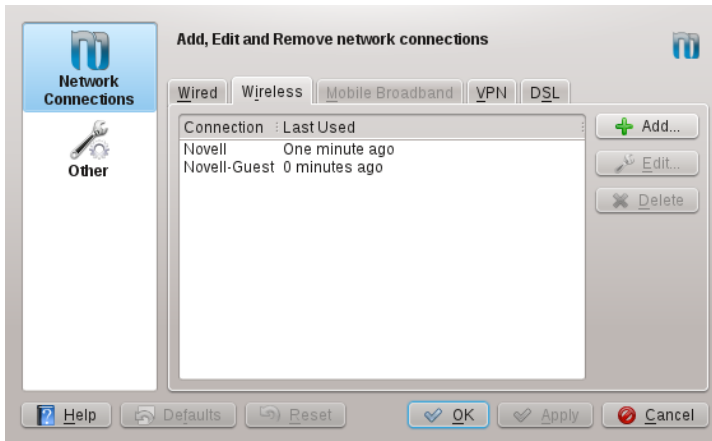 Add, Edit and Remove network connections
Network
Connections
Other
Wired Wireless Mobile Broadband VPN DSL
Connection Last Used
Novell One minute ago
Novell-Guest 0 minutes ago
Add...
Edit...
Delete
Help Defaults Reset OK Apply Cancel